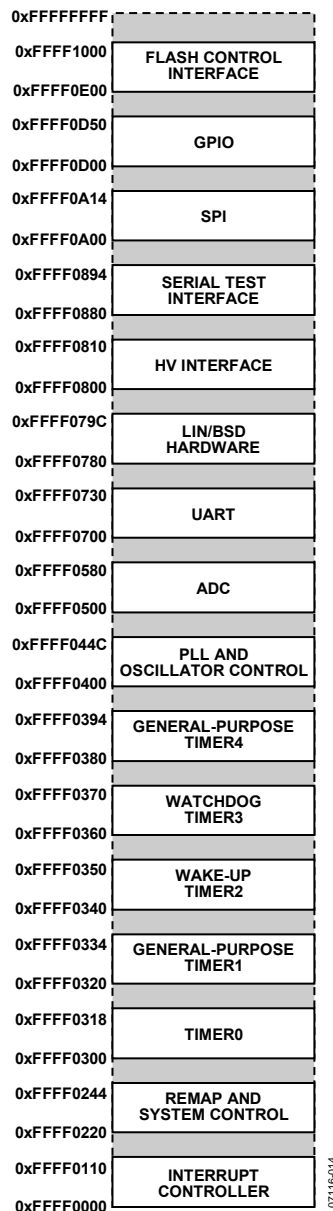 0xFFFFFFFF
0xFFFF1000
FLASH CONTROL
INTERFACE
0xFFFF0E00
0xFFFF0D50
GPIO
0xFFFF0D00
0xFFFF0A14
SPI
0xFFFF0A00
0xFFFF0894
SERIAL TEST
INTERFACE
0xFFFF0880
0xFFFF0810
HV INTERFACE
0xFFFF0800
0xFFFF079C
LIN/BSD
HARDWARE
0xFFFF0780
0xFFFF0730
UART
0xFFFF0700
0xFFFF0580
ADC
0xFFFF0500
0xFFFF044C
PLL AND
OSCILLATOR CONTROL
0xFFFF0400
0xFFFF0394
GENERAL-PURPOSE
TIMER4
0xFFFF0380
0xFFFF0370
WATCHDOG
TIMER3
0xFFFF0360
0xFFFF0350
WAKE-UP
TIMER2
0xFFFF0340
0xFFFF0334
GENERAL-PURPOSE
TIMER1
0xFFFF0320
0xFFFF0318
TIMER0
0xFFFF0300
0xFFFF0244
REMAP AND
SYSTEM CONTROL
0xFFFF0220
0xFFFF0110
INTERRUPT
CONTROLLER
0xFFFF0000
07116-014